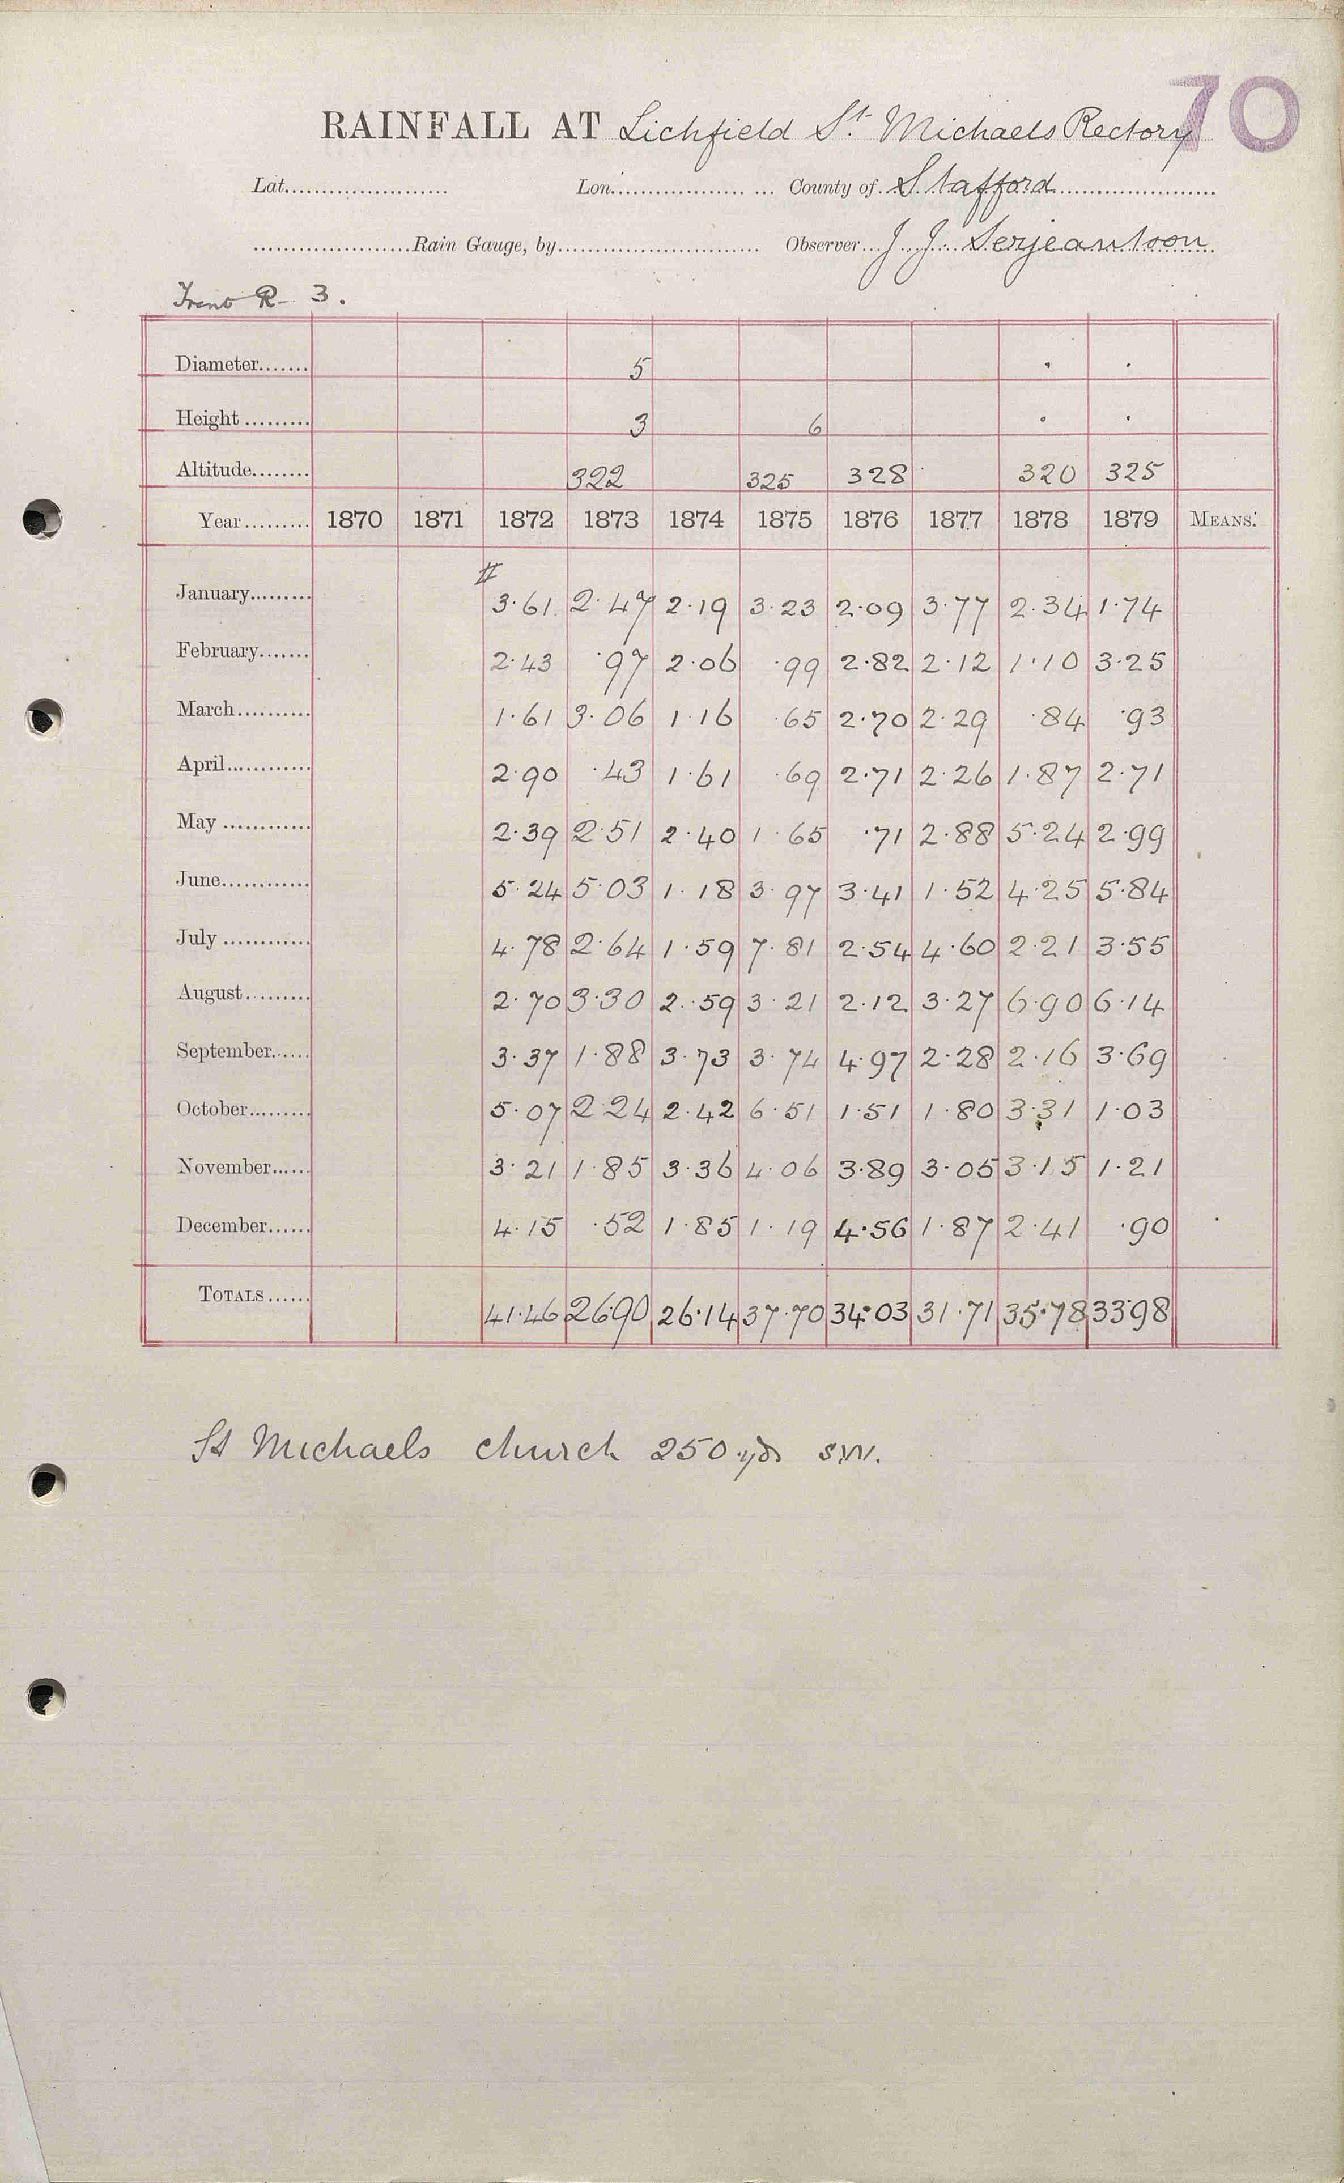 70
RAINFALL AT Lichfield St. Michaels Rectory
Lat. Lon. County of Stafford
Rain Gauge, by Observer J J Serjeantson
Trent R 3.
Diameter 5
Height 3 6
Altitude 322 325 328 320 325
Year 1870 1871 1872 1873 1874 1875 1876 1877 1878 1879 MEANS.
#
January 3.61 2.47 2.19 3.23 2.09 3.77 2.34 1.74
February 2.43 .97 2.06 .99 2.82 2.12 1.10 3.25
March 1.61 3.06 1.16 .65 2.70 2.29 .84 .93
April 2.90 .43 1.61 .69 2.71 2.26 1.87 2.71
May 2.39 2.51 2.40 1.65 .71 2.88 5.24 2.99
June 5.24 5.03 1.18 3.97 3.41 1.52 4.25 5.84
July 4.78 2.64 1.59 7.81 2.54 4.60 2.21 3.55
August 2.70 3.30 2.59 3.21 2.12 3.27 6.90 6.14
September 3.37 1.88 3.73 3.74 4.97 2.28 2.16 3.69
October 5.07 2.24 2.42 6.51 1.51 1.80 3.31 1.03
November 3.21 1.85 3.36 4.06 3.89 3.05 3.15 1.21
December 4.15 .52 1.85 1.19 4.56 1.87 2.41 .90
TOTALS 41.46 26.90 26.14 37.70 34.03 31.71 35.78 33.98
St Michaels church 250 yds SW.